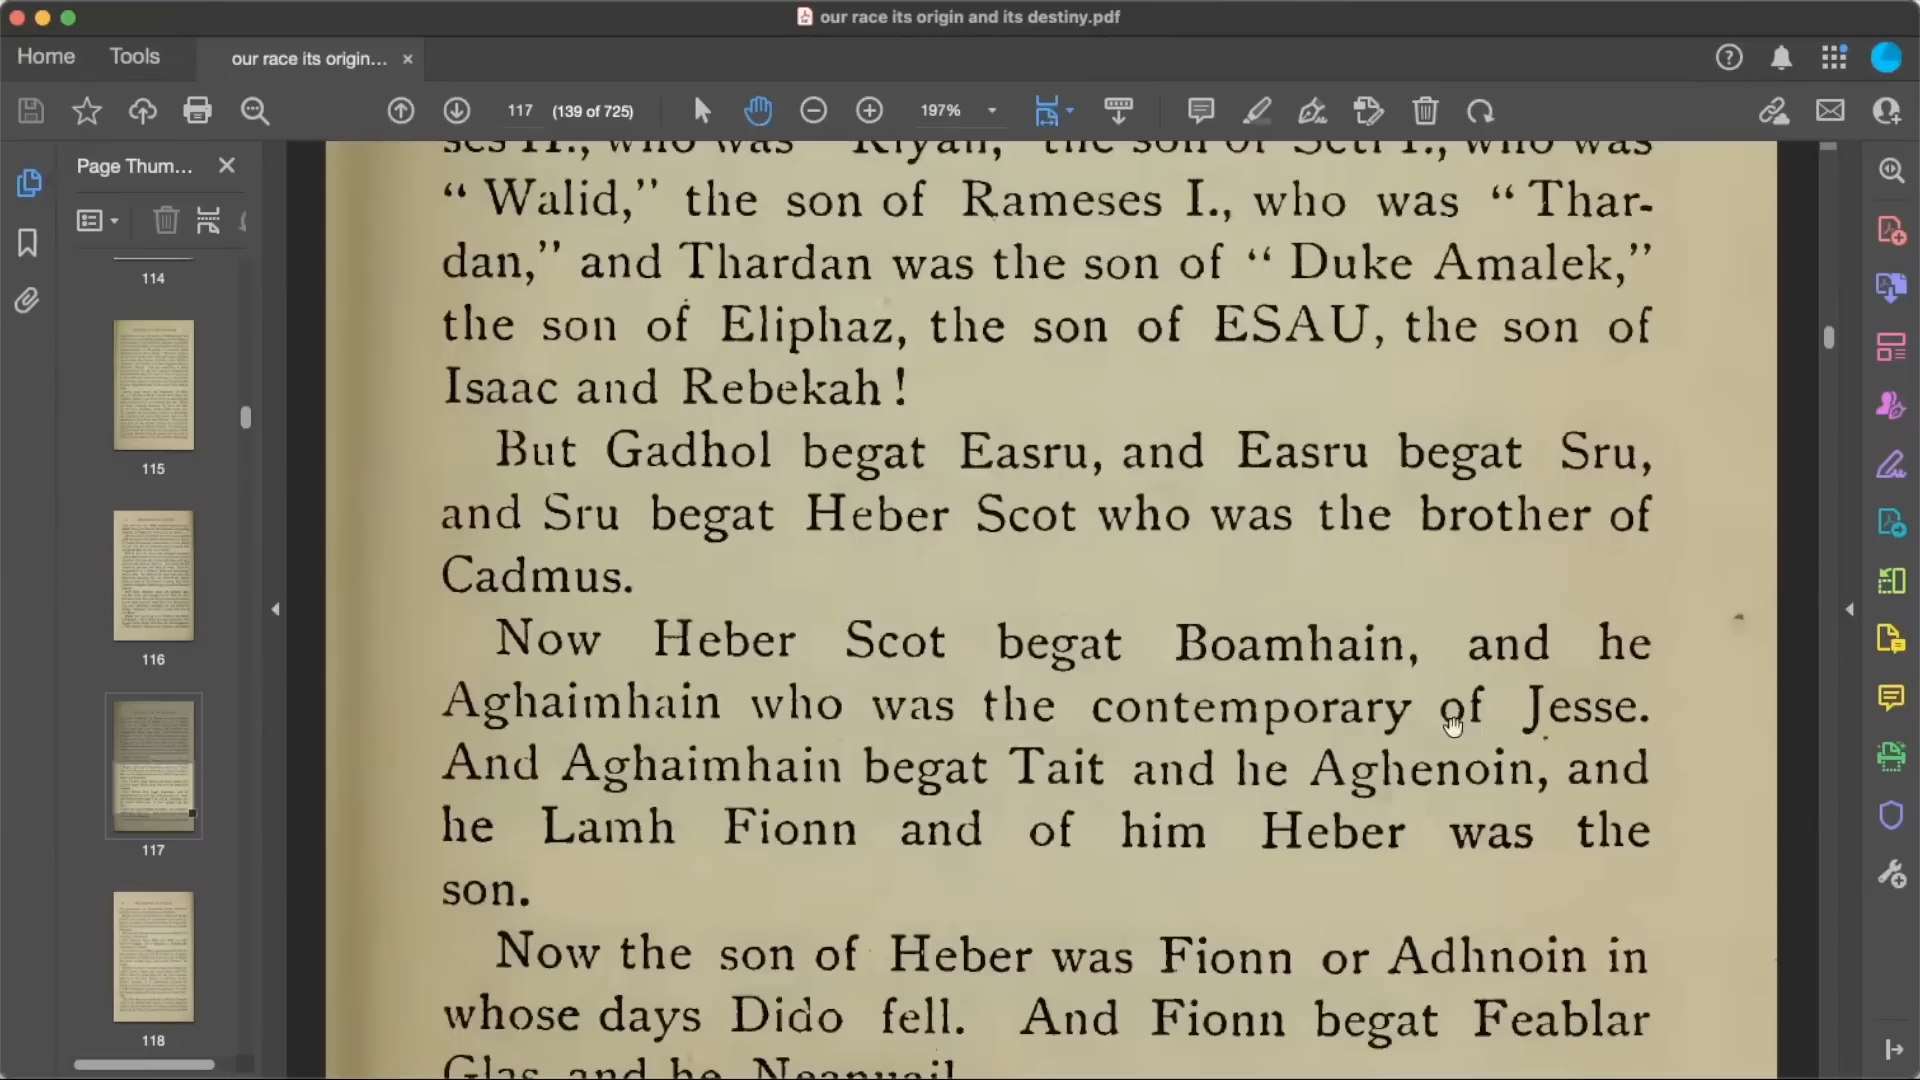 our race its origin and its destiny.pdf
Home Tools our race its origin... ×
117 (139 of 725) 197%
Page Thum...
114
115
116
117
118
“ Walid,” the son of Rameses I., who was “ Thar-
dan,” and Thardan was the son of “ Duke Amalek,”
the son of Eliphaz, the son of ESAU, the son of
Isaac and Rebekah !
But Gadhol begat Easru, and Easru begat Sru,
and Sru begat Heber Scot who was the brother of
Cadmus.
Now Heber Scot begat Boamhain, and he
Aghaimhain who was the contemporary of Jesse.
And Aghaimhain begat Tait and he Aghenoin, and
he Lamh Fionn and of him Heber was the
son.
Now the son of Heber was Fionn or Adhnoin in
whose days Dido fell. And Fionn begat Feablar
Glas and he Neanuail